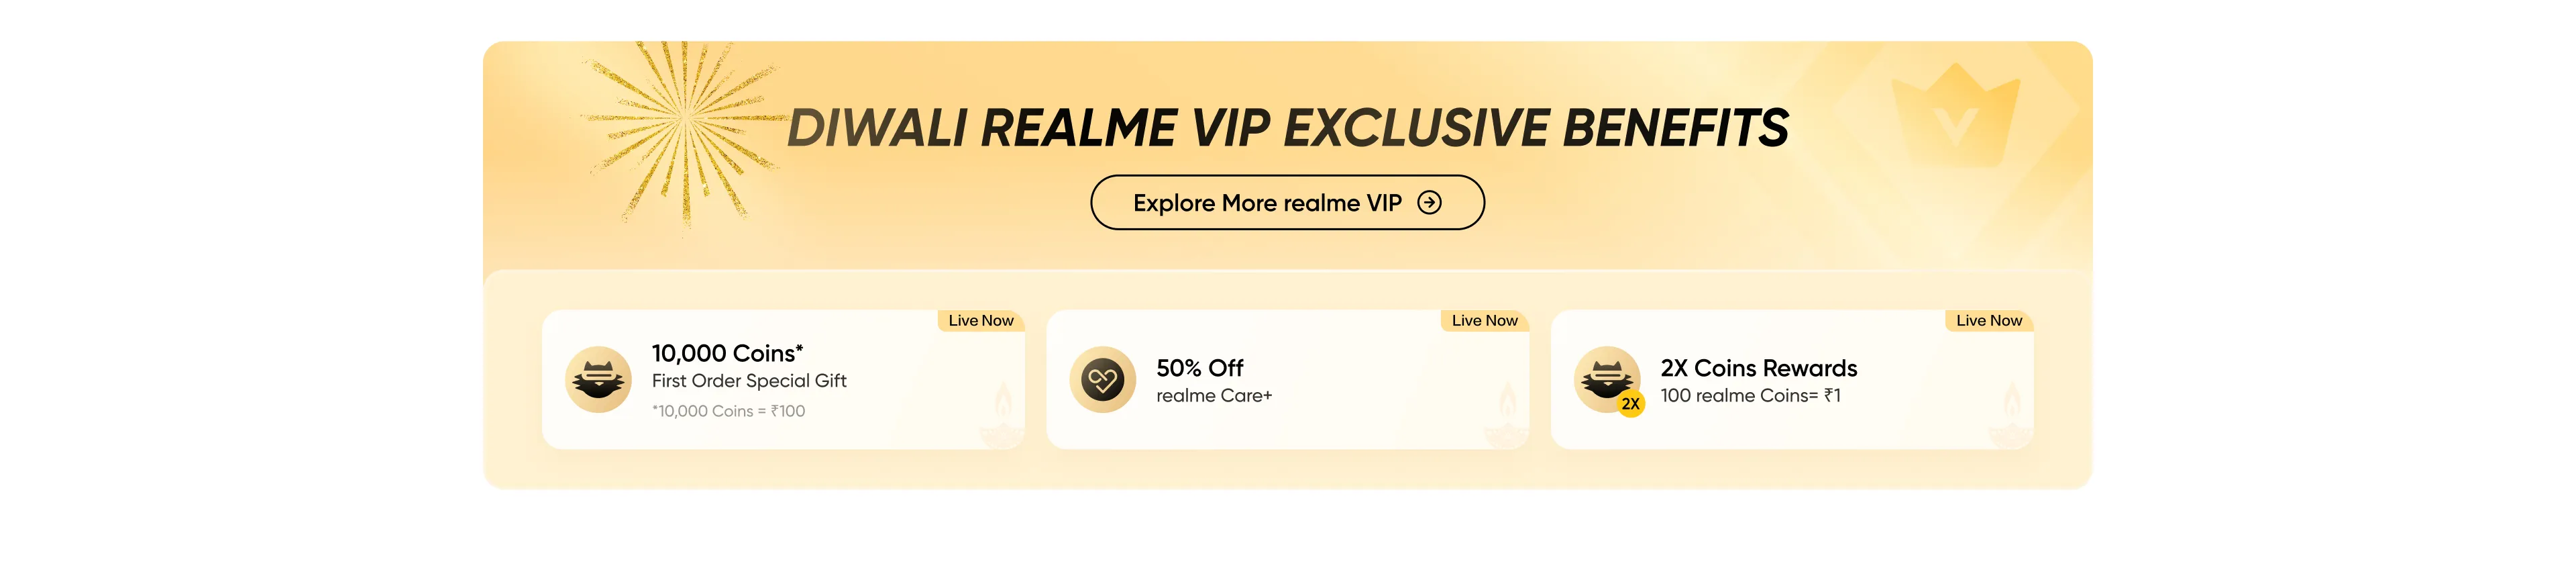 DIWALI REALME VIP EXCLUSIVE BENEFITS
Explore More realme VIP
Live Now
10,000 Coins*
First Order Special Gift
*10,000 Coins = ₹100
Live Now
50% Off
realme Care+
Live Now
2X
2X Coins Rewards
100 realme Coins= ₹1